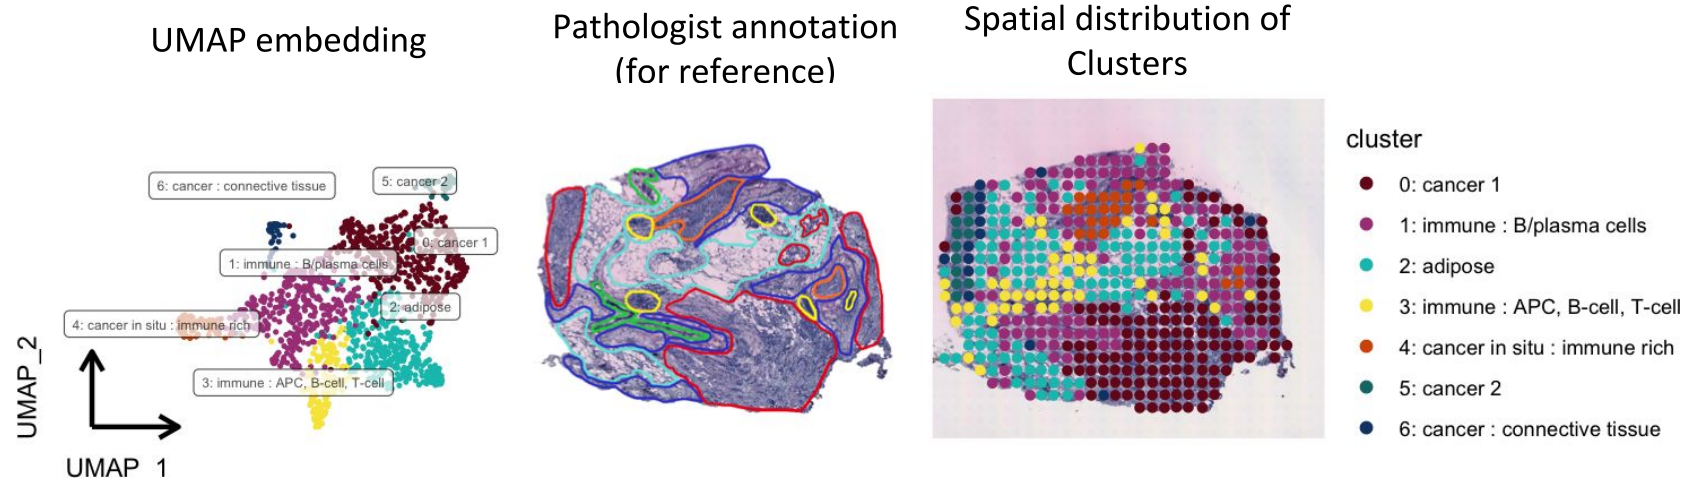 UMAP embedding
Pathologist annotation
(for reference)
Spatial distribution of
Clusters
6: cancer : connective tissue
5: cancer 2
0: cancer 1
1: immune : B/plasma cells
2: adipose
4: cancer in situ : immune rich
3: immune : APC, B-cell, T-cell
UMAP_2
UMAP_1
cluster
0: cancer 1
1: immune : B/plasma cells
2: adipose
3: immune : APC, B-cell, T-cell
4: cancer in situ : immune rich
5: cancer 2
6: cancer : connective tissue